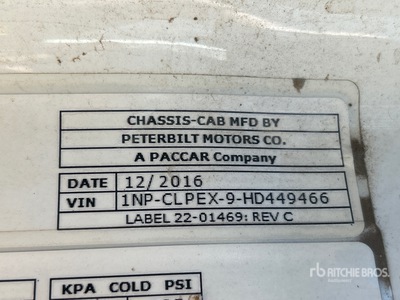 CHASSIS-CAB MFD BY
PETERBILT MOTORS CO.
A PACCAR Company
DATE 12/2016
VIN 1NP-CLPEX-9-HD449466
LABEL 22-01469: REV C
KPA COLD PSI
rb RITCHIE BROS.